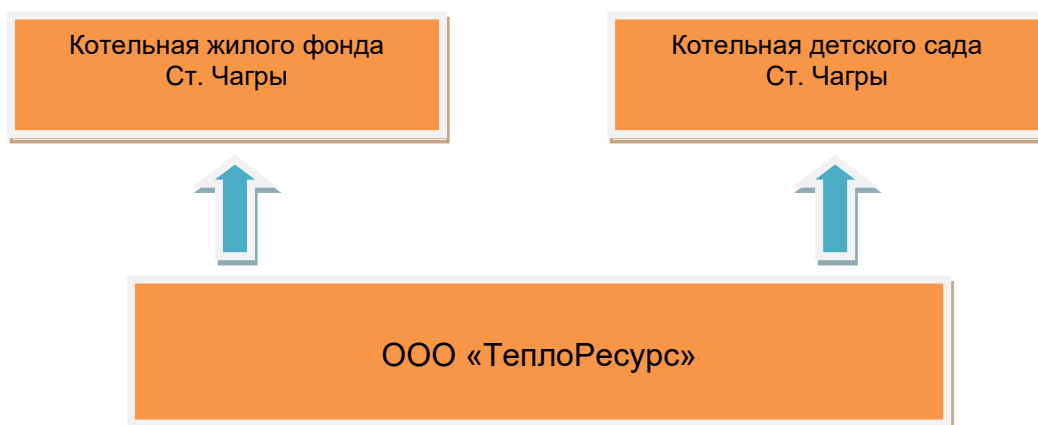 Котельная жилого фонда
Ст. Чагры
Котельная детского сада
Ст. Чагры
ООО «ТеплоРесурс»